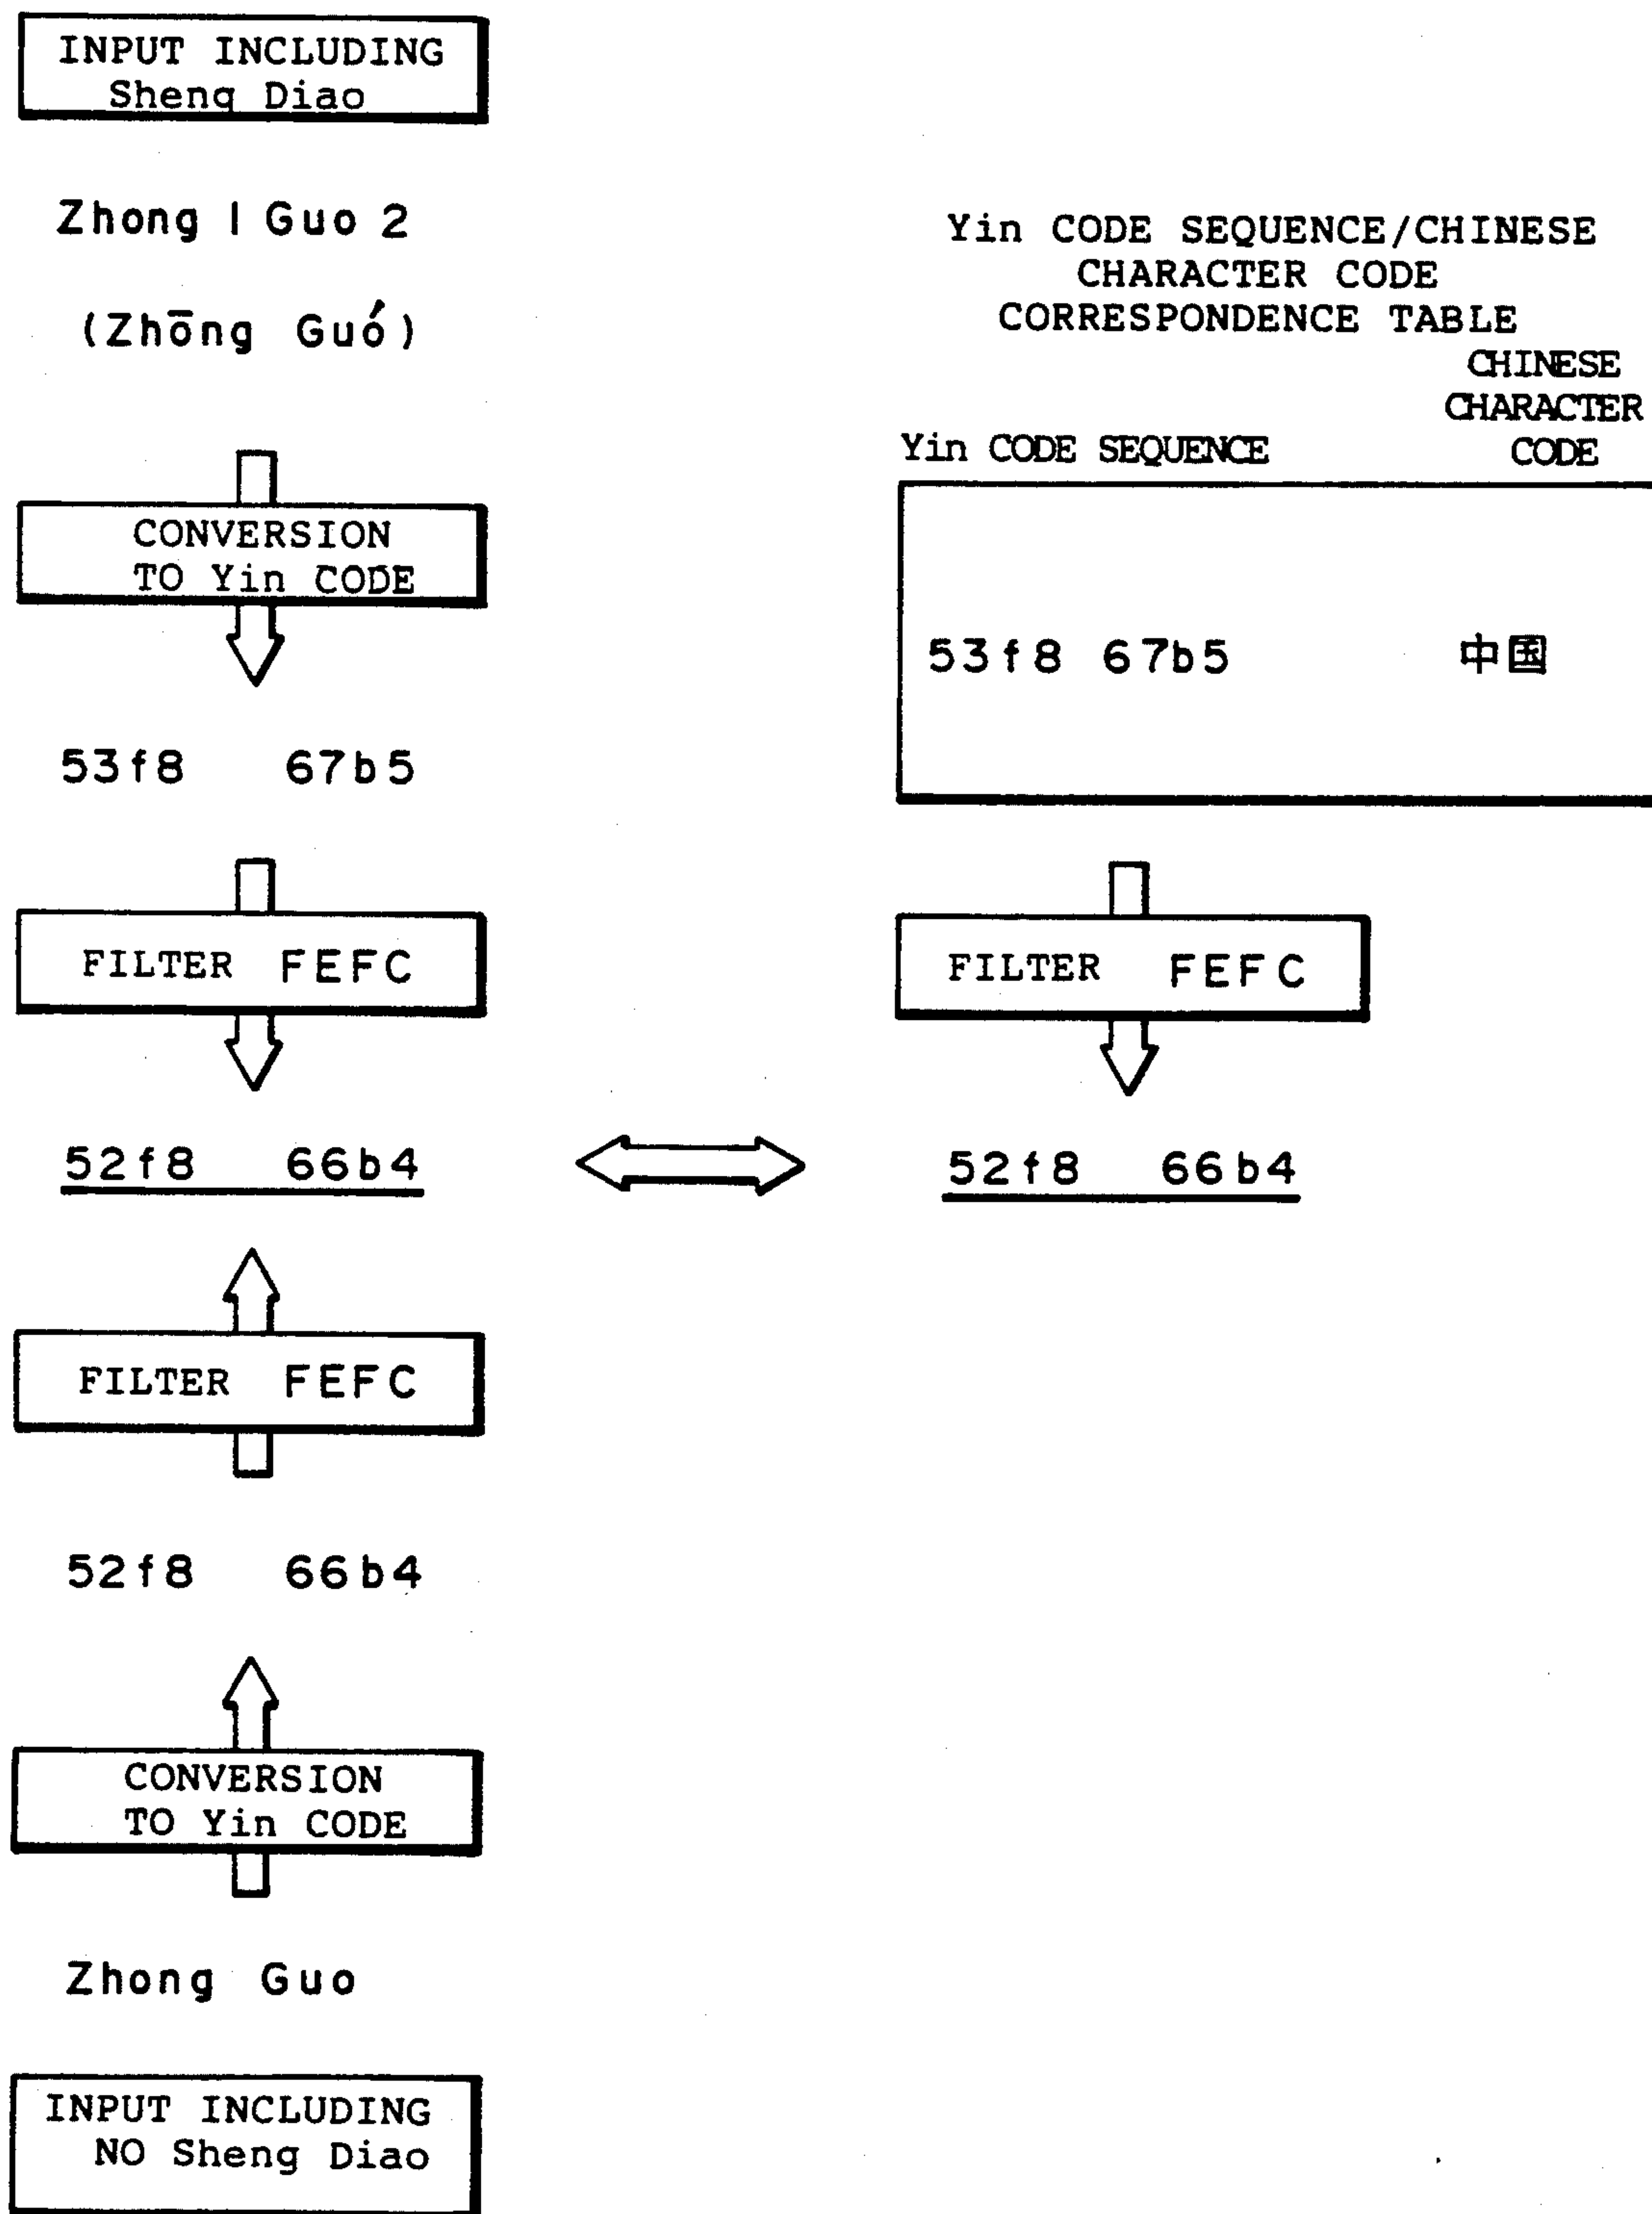 INPUT INCLUDING
Sheng Diao
Zhong 1 Guo 2
(Zhōng Guó)
CONVERSION
TO Yin CODE
53f8 67b5
FILTER FEFC
52f8 66b4
FILTER FEFC
52f8 66b4
CONVERSION
TO Yin CODE
Zhong Guo
INPUT INCLUDING
NO Sheng Diao
Yin CODE SEQUENCE/CHINESE
CHARACTER CODE
CORRESPONDENCE TABLE
CHINESE
CHARACTER
CODE
Yin CODE SEQUENCE
53f8 67b5 中国
FILTER FEFC
52f8 66b4